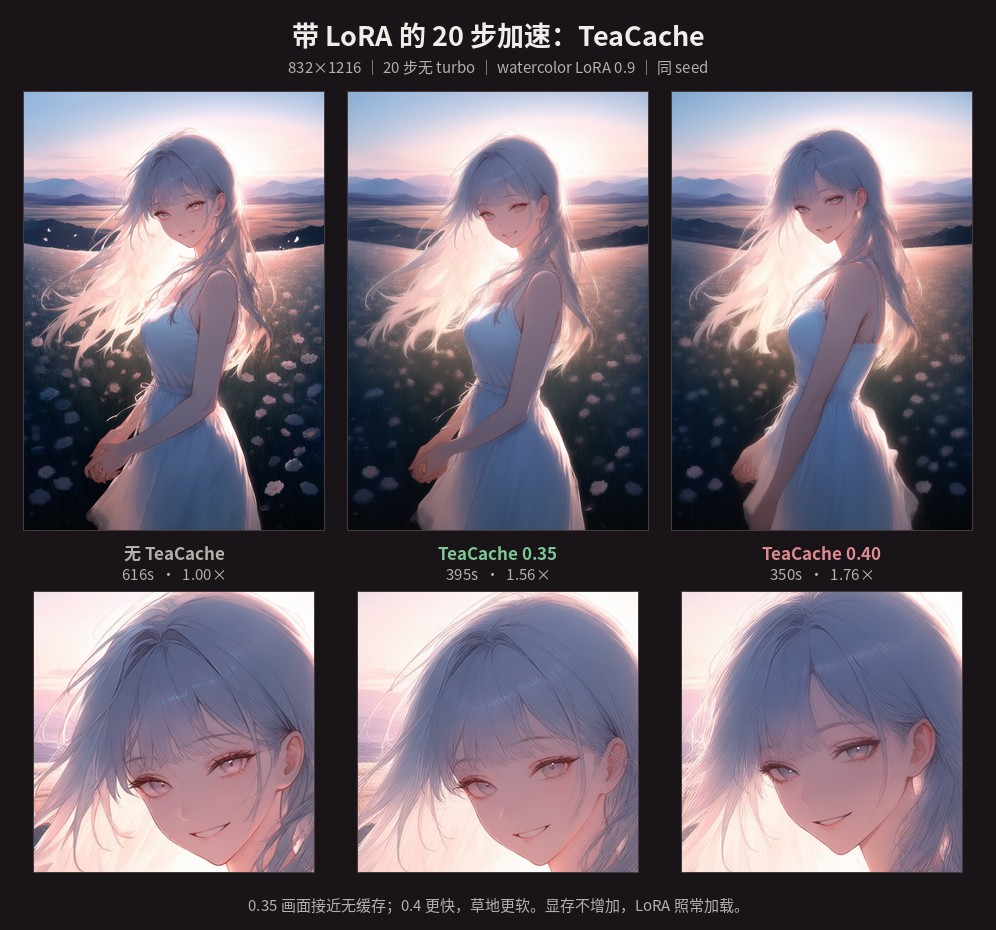 带 LoRA 的 20 步加速：TeaCache
832×1216 ｜ 20 步无 turbo ｜ watercolor LoRA 0.9 ｜ 同 seed
无 TeaCache
616s · 1.00×
TeaCache 0.35
395s · 1.56×
TeaCache 0.40
350s · 1.76×
0.35 画面接近无缓存；0.4 更快，草地更软。显存不增加，LoRA 照常加载。